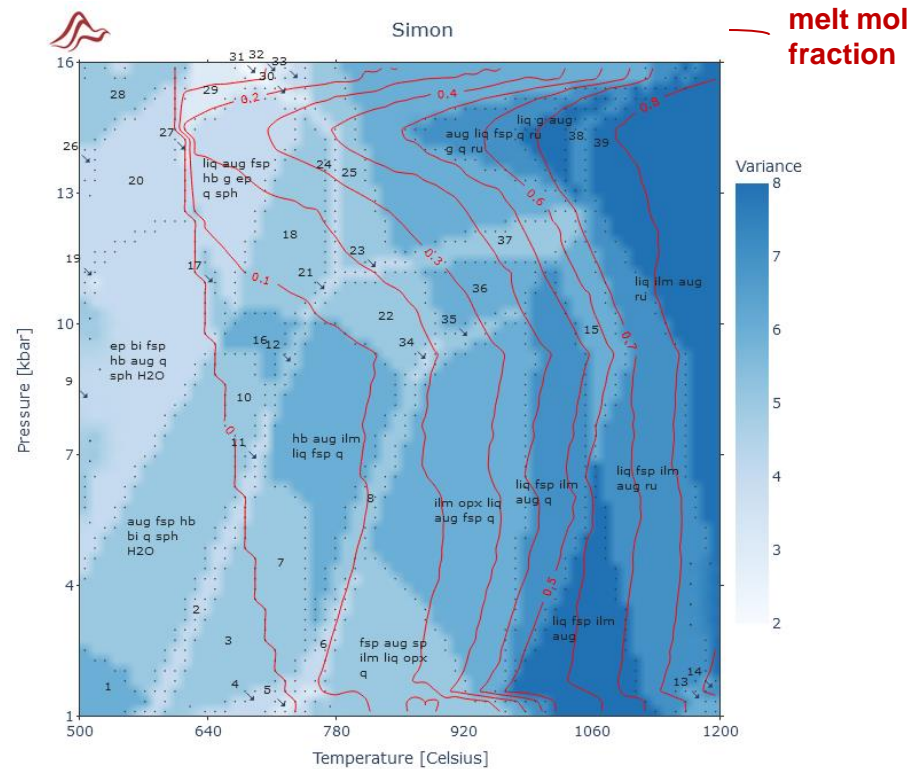 Simon
melt mol
fraction
16
13
10
9
7
4
1
Pressure [kbar]
500
640
780
920
1060
1200
Temperature [Celsius]
Variance
8
7
6
5
4
3
2
31
32
33
30
28
29
0.2
0.4
0.8
27
26
20
liq aug fsp
hb g ep
q sph
24
25
aug liq fsp
g q ru
liq g aug
q ru
38
39
0.6
18
19
17
0.1
21
23
0.3
37
36
22
35
34
liq ilm aug
ru
15
0.7
16
12
ep bi fsp
hb aug q
sph H2O
10
0
11
hb aug ilm
liq fsp q
8
ilm opx liq
aug fsp q
liq fsp ilm
aug q
liq fsp ilm
aug ru
aug fsp hb
bi q sph
H2O
7
2
0.5
3
6
fsp aug sp
ilm liq opx
q
liq fsp ilm
aug
1
4
5
13
14